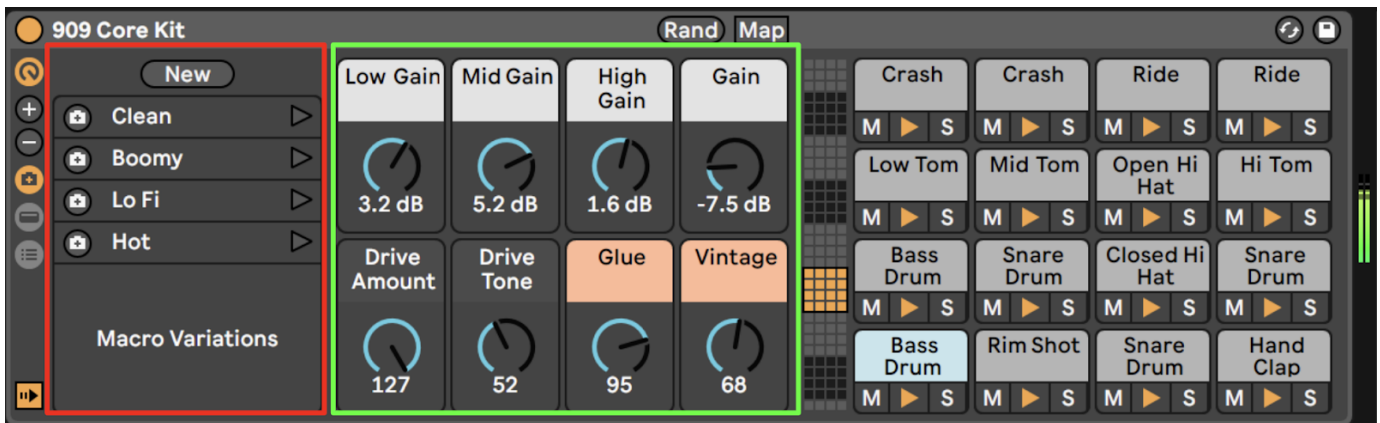 909 Core Kit
Rand Map
New
Clean
Boomy
Lo Fi
Hot
Macro Variations
Low Gain
Mid Gain
High
Gain
Gain
3.2 dB
5.2 dB
1.6 dB
-7.5 dB
Drive
Amount
Drive
Tone
Glue
Vintage
127
52
95
68
Crash
Crash
Ride
Ride
M S M S M S M S
Low Tom
Mid Tom
Open Hi
Hat
Hi Tom
M S M S M S M S
Bass
Drum
Snare
Drum
Closed Hi
Hat
Snare
Drum
M S M S M S M S
Bass
Drum
Rim Shot
Snare
Drum
Hand
Clap
M S M S M S M S